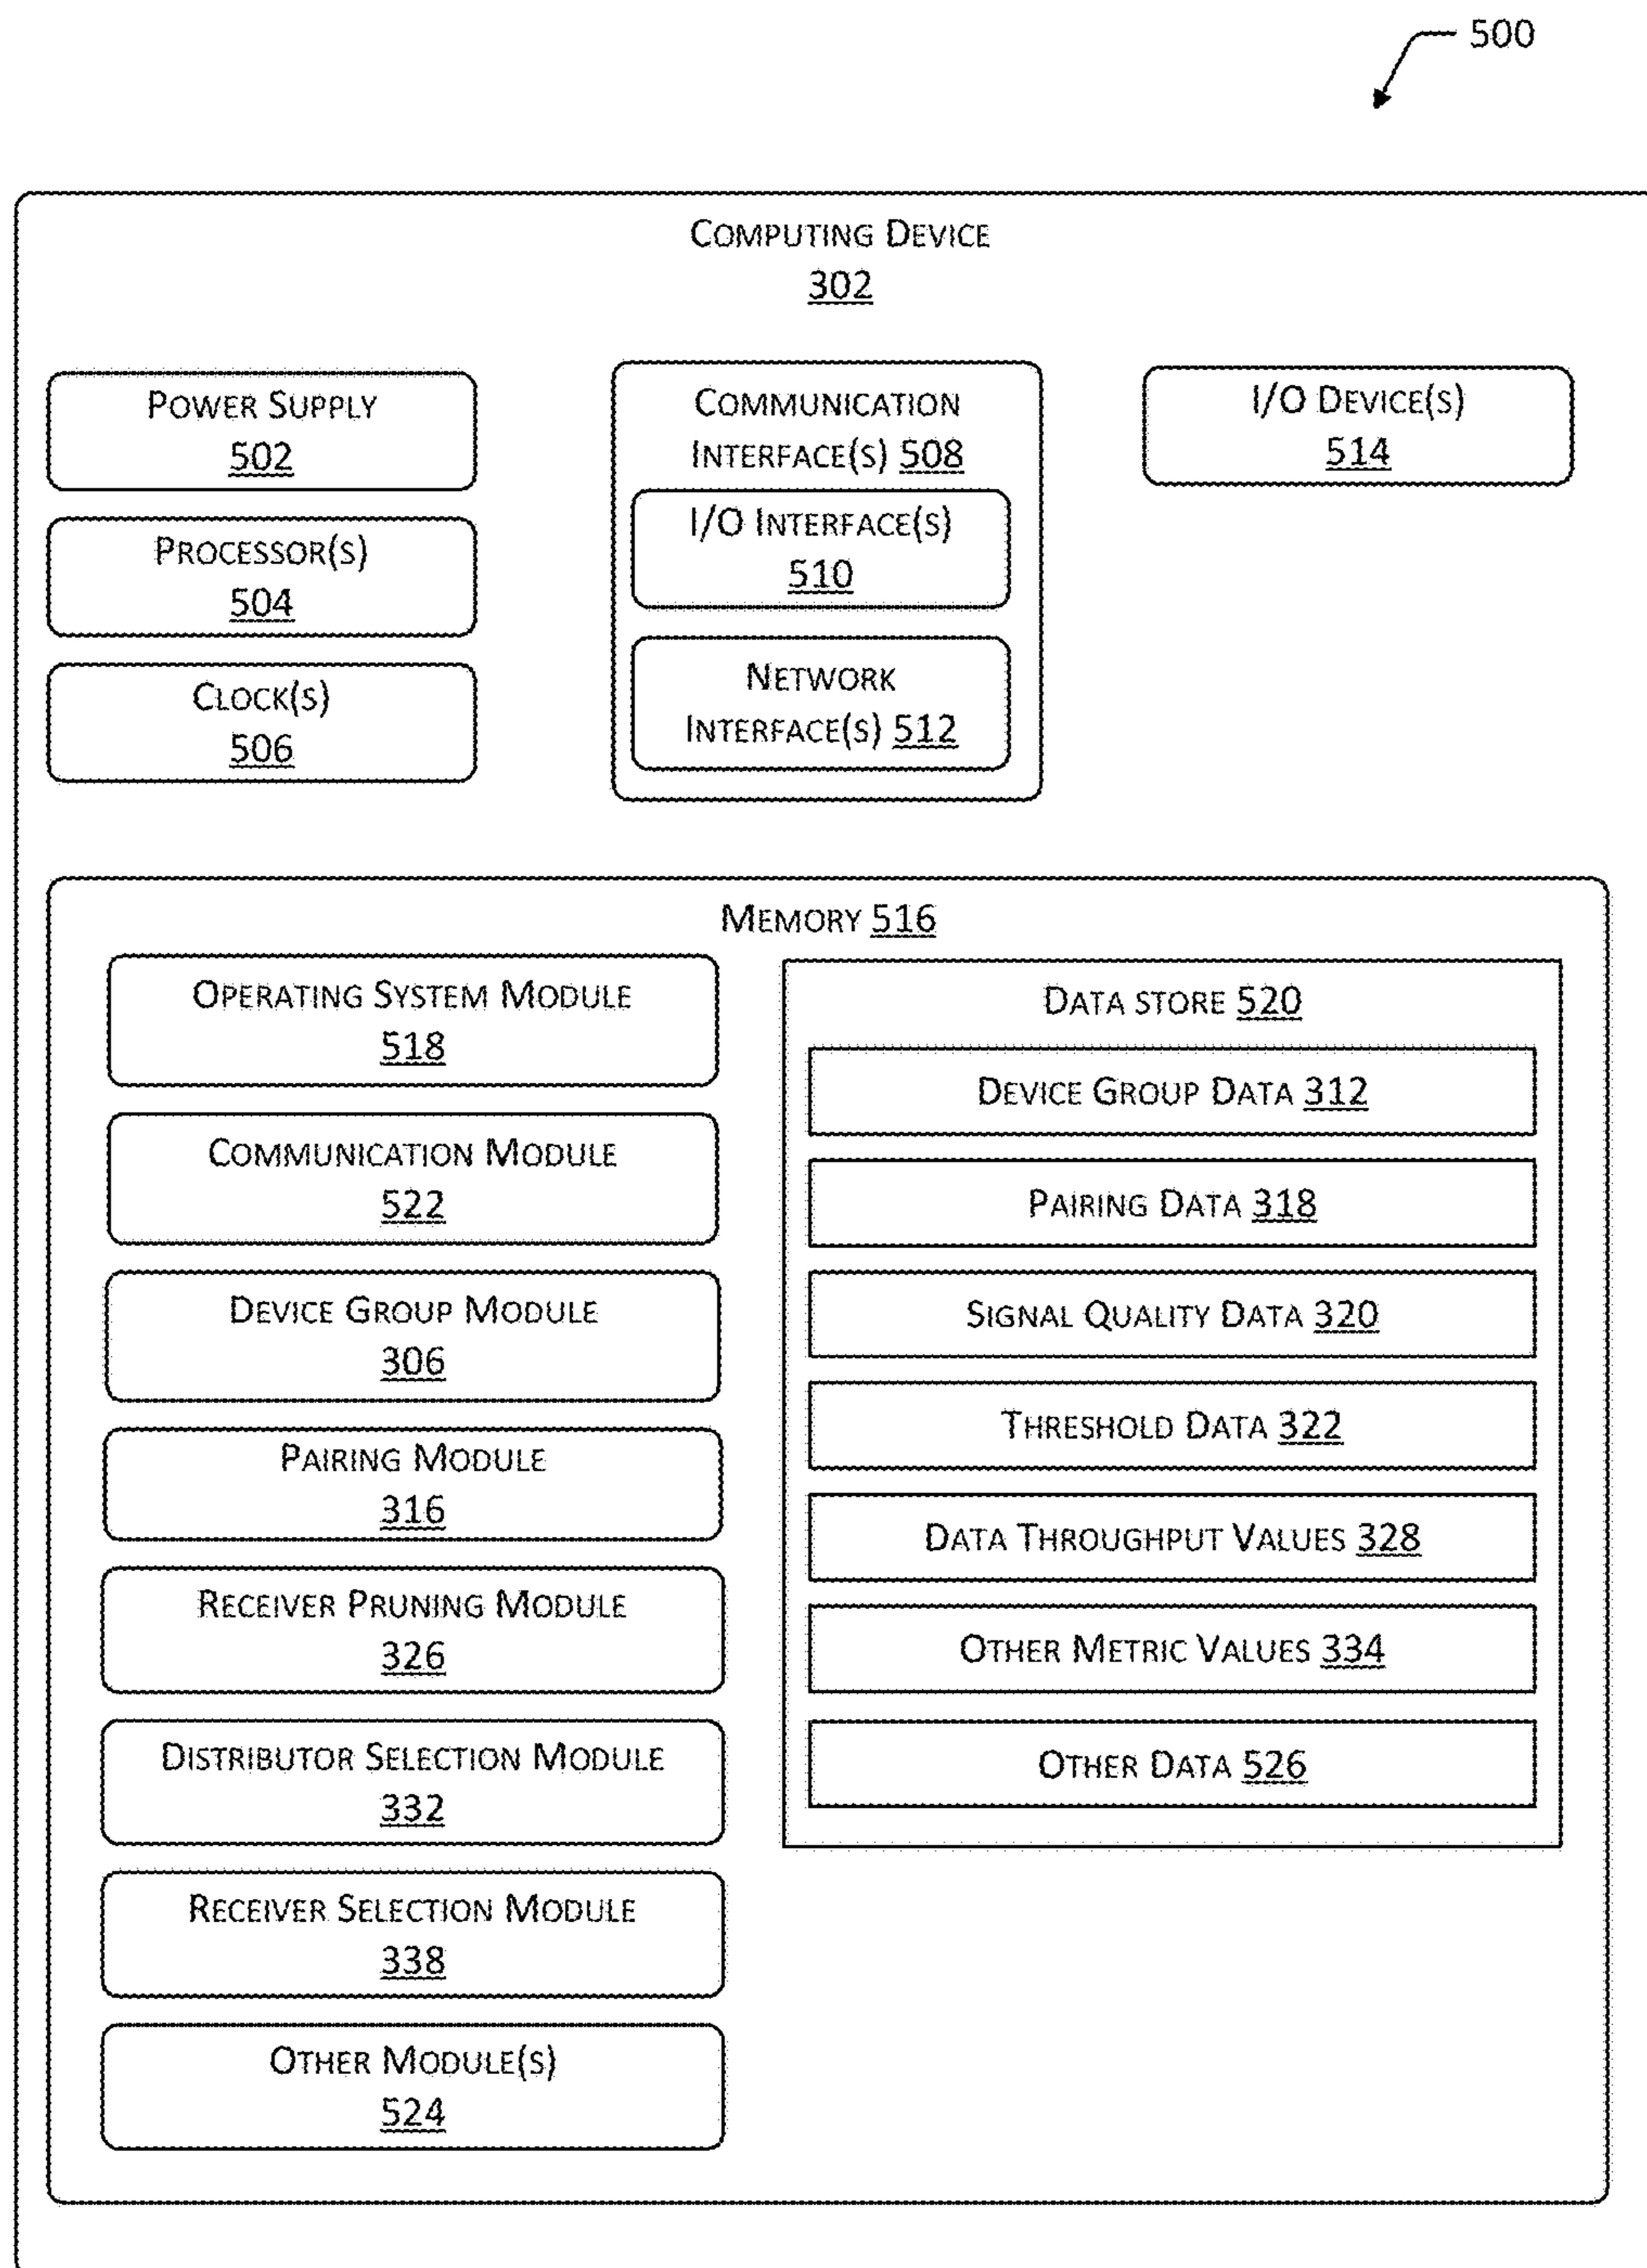 500
COMPUTING DEVICE
302
POWER SUPPLY
502
PROCESSOR(S)
504
CLOCK(S)
506
COMMUNICATION
INTERFACE(S) 508
I/O INTERFACE(S)
510
NETWORK
INTERFACE(S) 512
I/O DEVICE(S)
514
MEMORY 516
OPERATING SYSTEM MODULE
518
COMMUNICATION MODULE
522
DEVICE GROUP MODULE
306
PAIRING MODULE
316
RECEIVER PRUNING MODULE
326
DISTRIBUTOR SELECTION MODULE
332
RECEIVER SELECTION MODULE
338
OTHER MODULE(S)
524
DATA STORE 520
DEVICE GROUP DATA 312
PAIRING DATA 318
SIGNAL QUALITY DATA 320
THRESHOLD DATA 322
DATA THROUGHPUT VALUES 328
OTHER METRIC VALUES 334
OTHER DATA 526